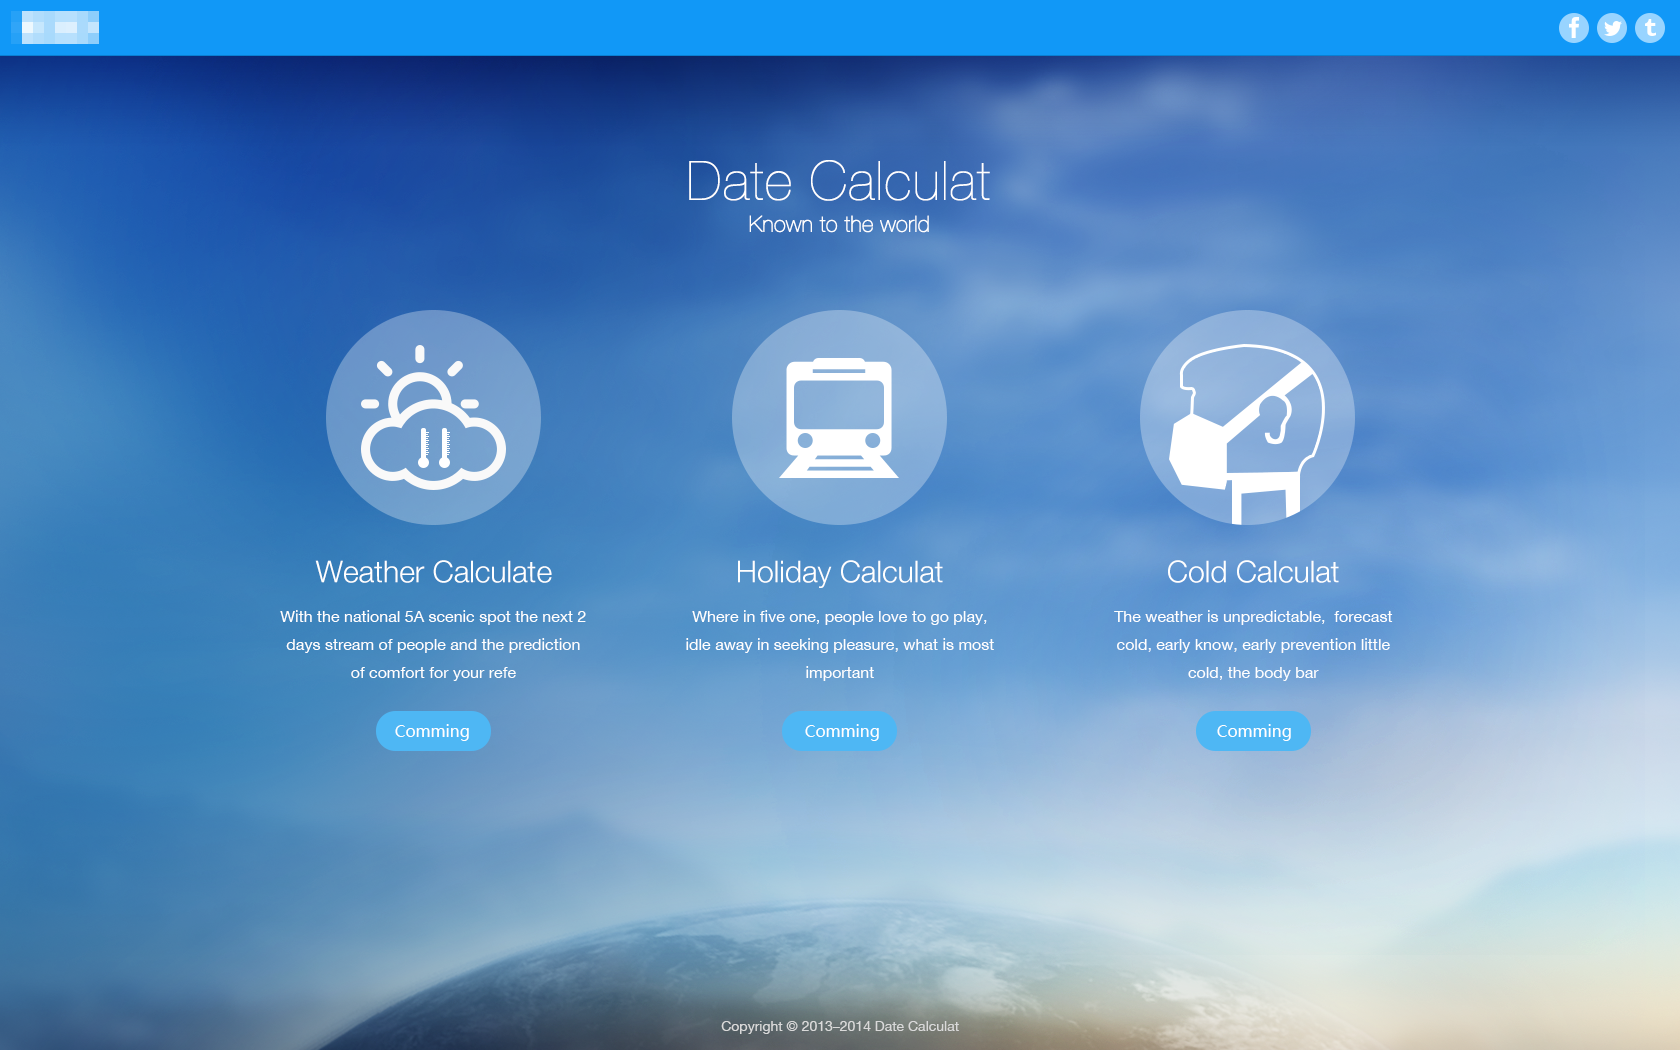 Date Calculat
Known to the world
Weather Calculate
With the national 5A scenic spot the next 2
days stream of people and the prediction
of comfort for your refe
Comming
Holiday Calculat
Where in five one, people love to go play,
idle away in seeking pleasure, what is most
important
Comming
Cold Calculat
The weather is unpredictable, forecast
cold, early know, early prevention little
cold, the body bar
Comming
Copyright © 2013–2014 Date Calculat